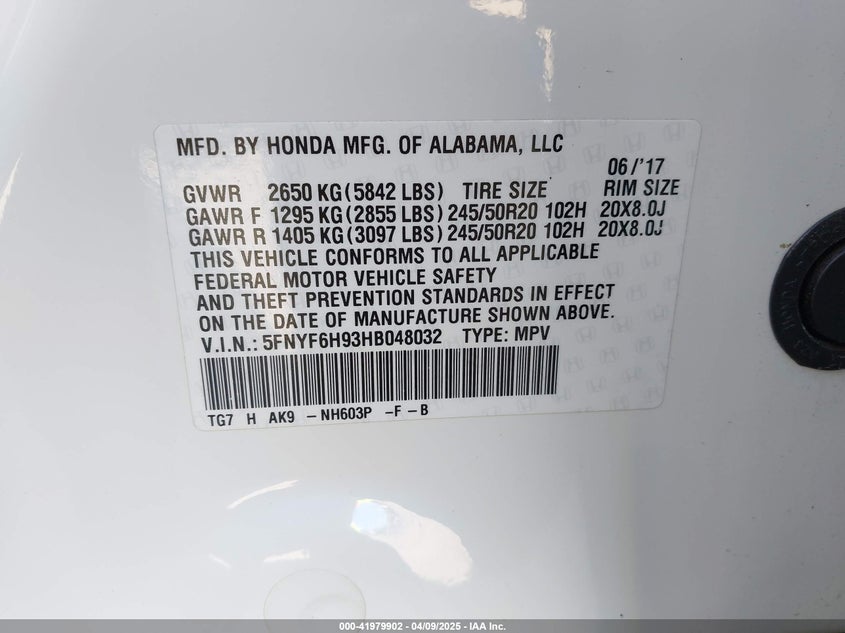 MFD. BY HONDA MFG. OF ALABAMA, LLC
06/'17
GVWR 2650 KG (5842 LBS) TIRE SIZE RIM SIZE
GAWR F 1295 KG (2855 LBS) 245/50R20 102H 20X8.0J
GAWR R 1405 KG (3097 LBS) 245/50R20 102H 20X8.0J
THIS VEHICLE CONFORMS TO ALL APPLICABLE
FEDERAL MOTOR VEHICLE SAFETY
AND THEFT PREVENTION STANDARDS IN EFFECT
ON THE DATE OF MANUFACTURE SHOWN ABOVE.
V.I.N.: 5FNYF6H93HB048032 TYPE: MPV
TG7 H AK9 -NH603P -F-B
HONDA
000-41979902 - 04/09/2025 - IAA Inc.